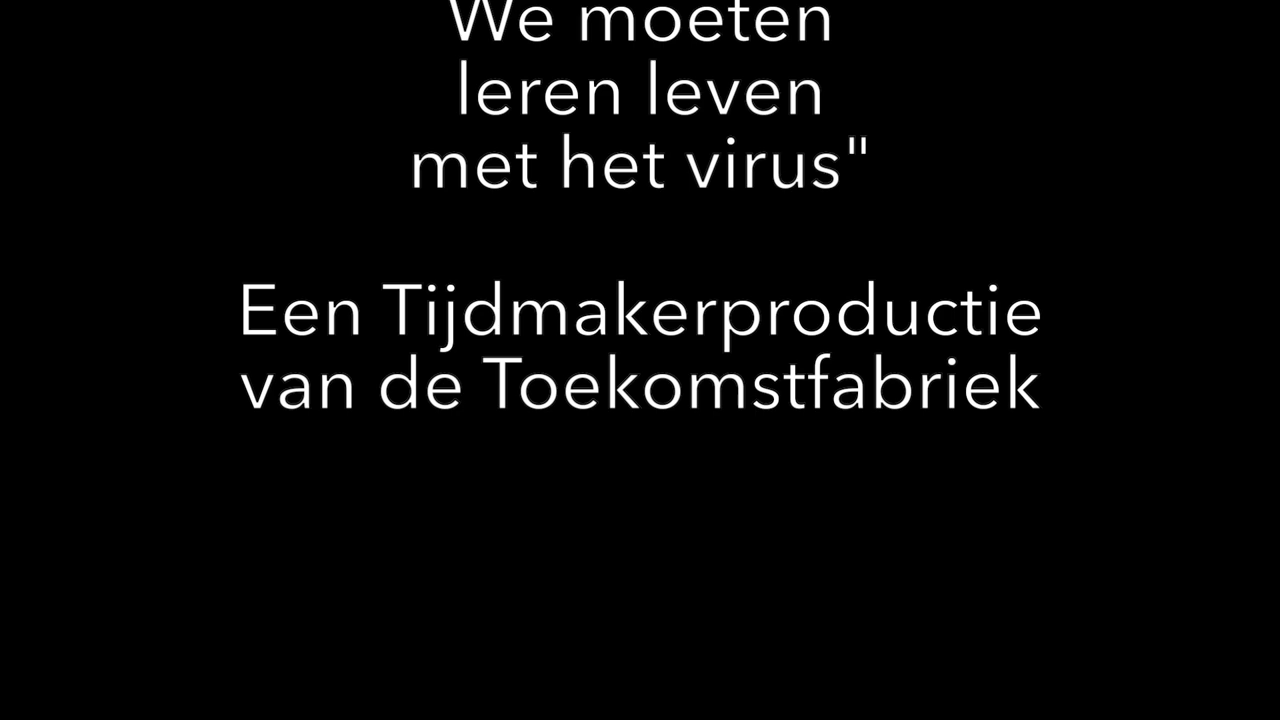 We moeten
leren leven
met het virus"
Een Tijdmakerproductie
van de Toekomstfabriek